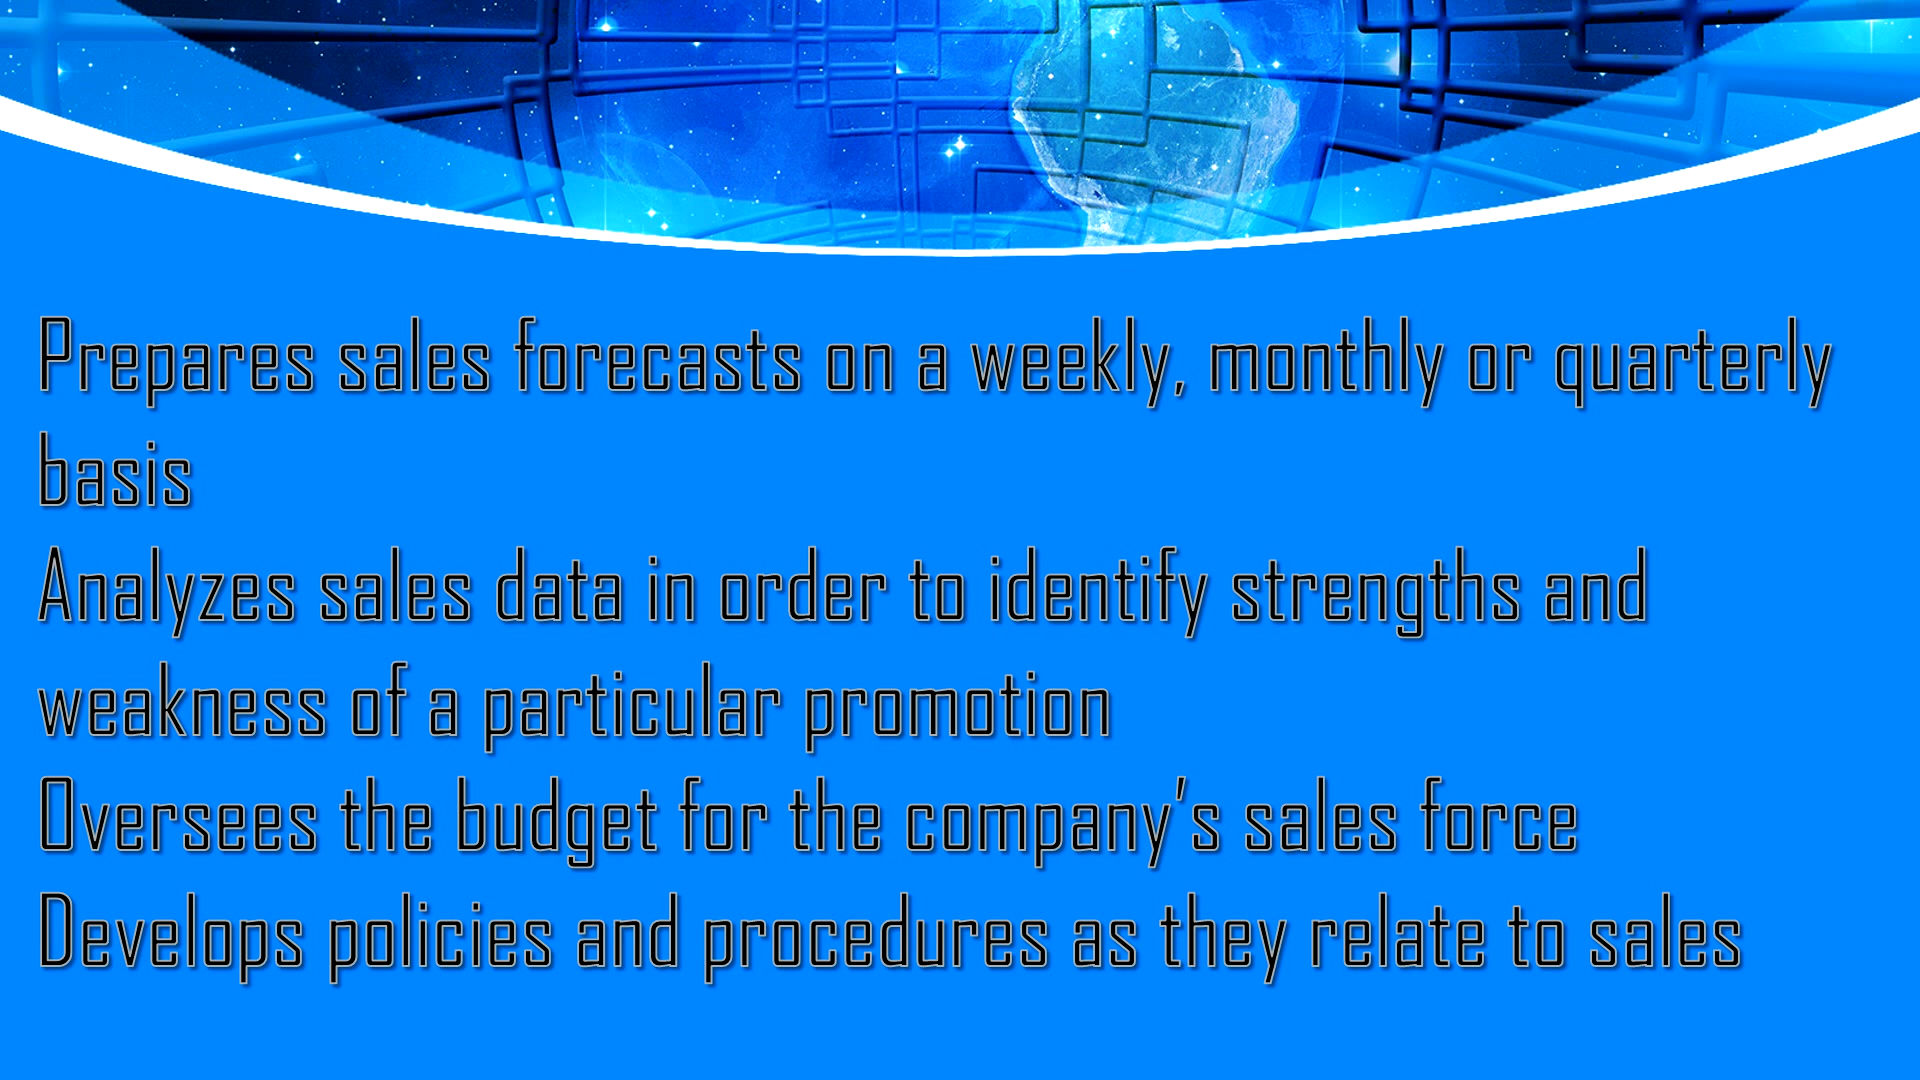 Prepares sales forecasts on a weekly, monthly or quarterly
basis
Analyzes sales data in order to identify strengths and
weakness of a particular promotion
Oversees the budget for the company’s sales force
Develops policies and procedures as they relate to sales